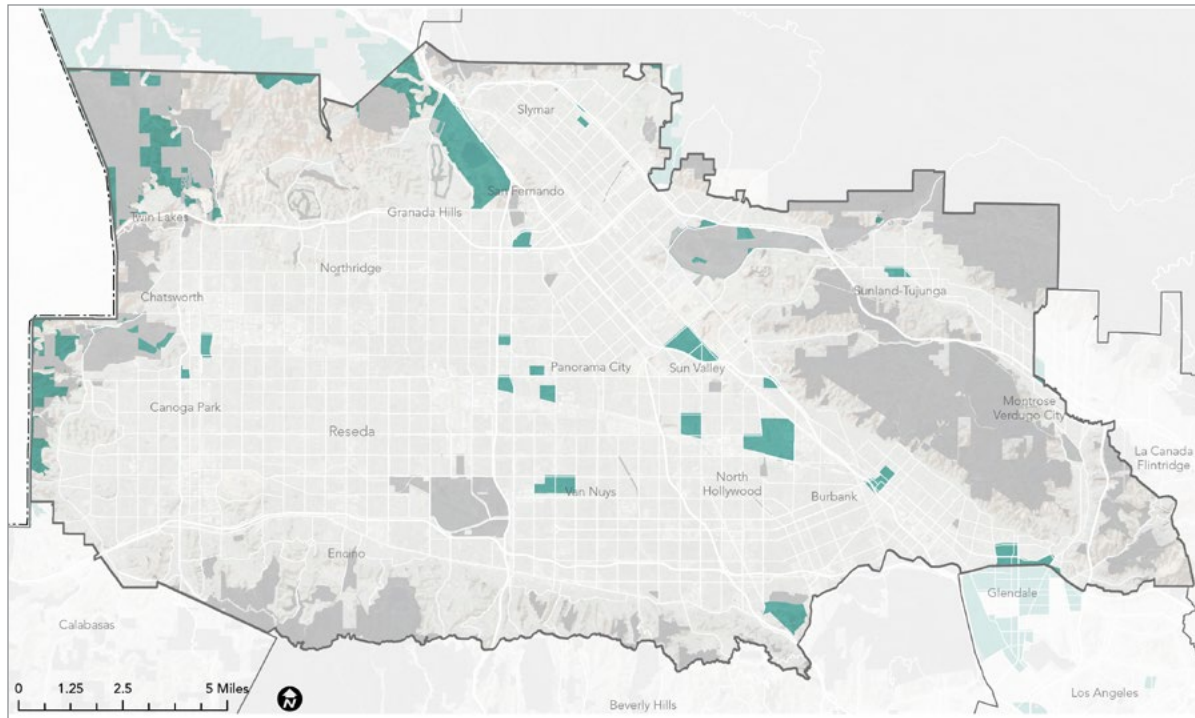 Slymar
San Fernando
Granada Hills
Twin Lakes
Northridge
Sunland-Tujunga
Chatsworth
Panorama City
Sun Valley
Canoga Park
Montrose
Verdugo City
Reseda
La Canada
Flintridge
Van Nuys
North
Hollywood
Burbank
Encino
Glendale
Calabasas
Los Angeles
Beverly Hills
0 1.25 2.5 5 Miles
N